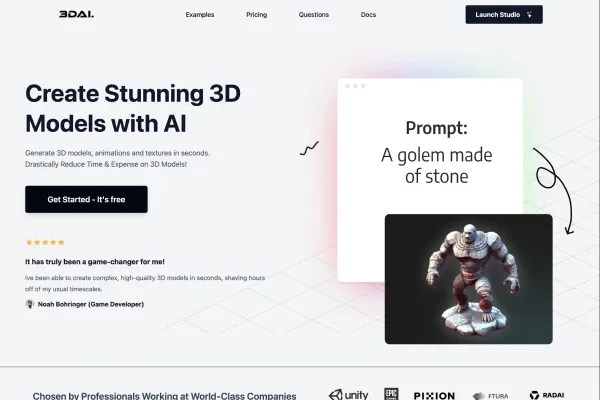 3DAI.
Examples
Pricing
Questions
Docs
Launch Studio
Create Stunning 3D
Models with AI
Generate 3D models, animations and textures in seconds.
Drastically Reduce Time & Expense on 3D Models!
Get Started - It's free
It has truly been a game-changer for me!
Ive been able to create complex, high-quality 3D models in seconds, shaving hours
off of my usual timescales.
Noah Bohringer (Game Developer)
Prompt:
A golem made
of stone
Chosen by Professionals Working at World-Class Companies
unity
EPIC
PIXION
FTURA
RADAI